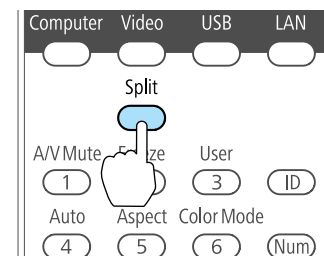 Computer Video USB LAN
Split
A/V Mute User
1 3 ID
Auto Aspect Color Mode
4 5 6 Num